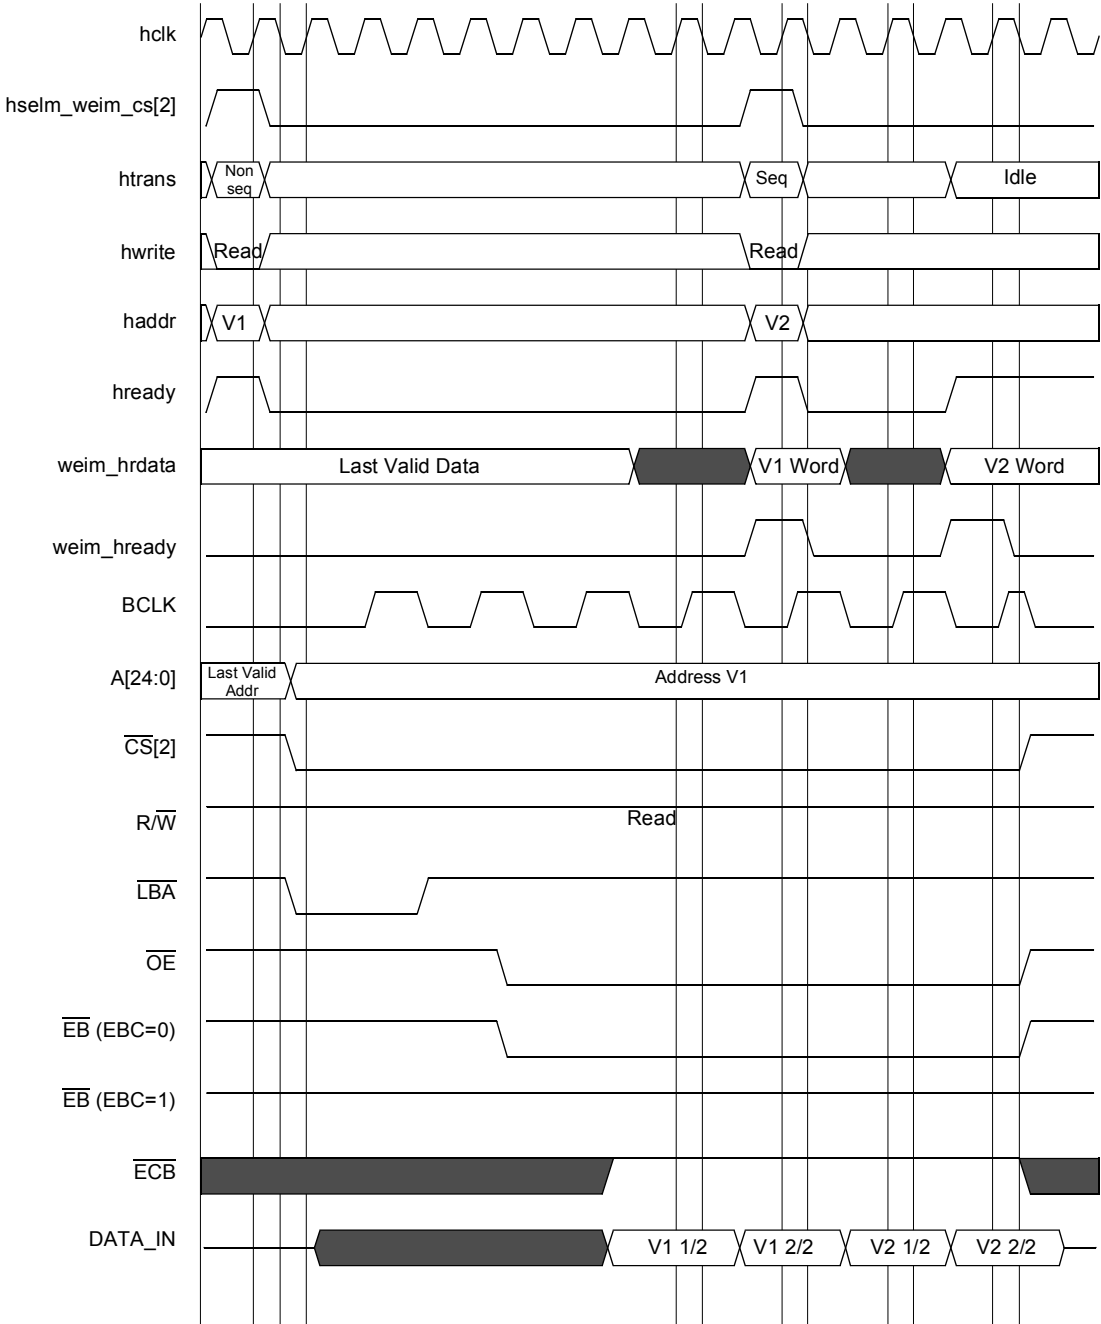 hclk
hselm_weim_cs[2]
htrans
Non
seq
Seq
Idle
hwrite
Read
Read
haddr
V1
V2
hready
weim_hrdata
Last Valid Data
V1 Word
V2 Word
weim_hready
BCLK
A[24:0]
Last Valid
Addr
Address V1
CS[2]
R/W
Read
LBA
OE
EB (EBC=0)
EB (EBC=1)
ECB
DATA_IN
V1 1/2
V1 2/2
V2 1/2
V2 2/2